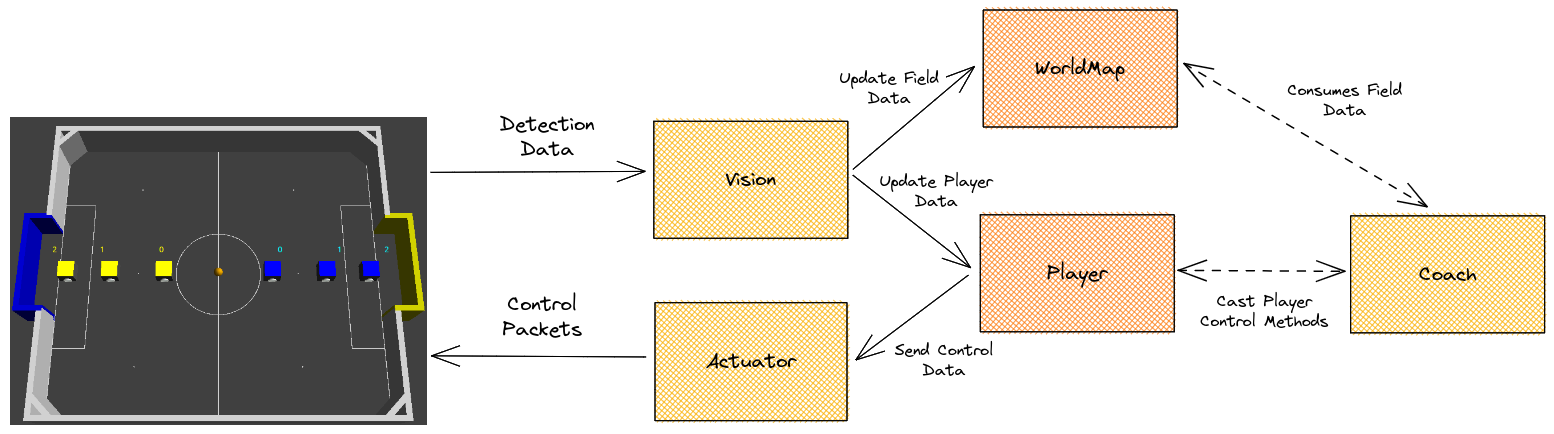 Detection
Data
Control
Packets
2 1 0 0 1 2
Vision
Actuator
Update Field
Data
Update Player
Data
Send Control
Data
WorldMap
Player
Consumes Field
Data
Cast Player
Control Methods
Coach